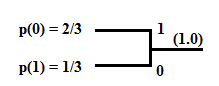 p(0) = 2/3
1
(1.0)
p(1) = 1/3
0